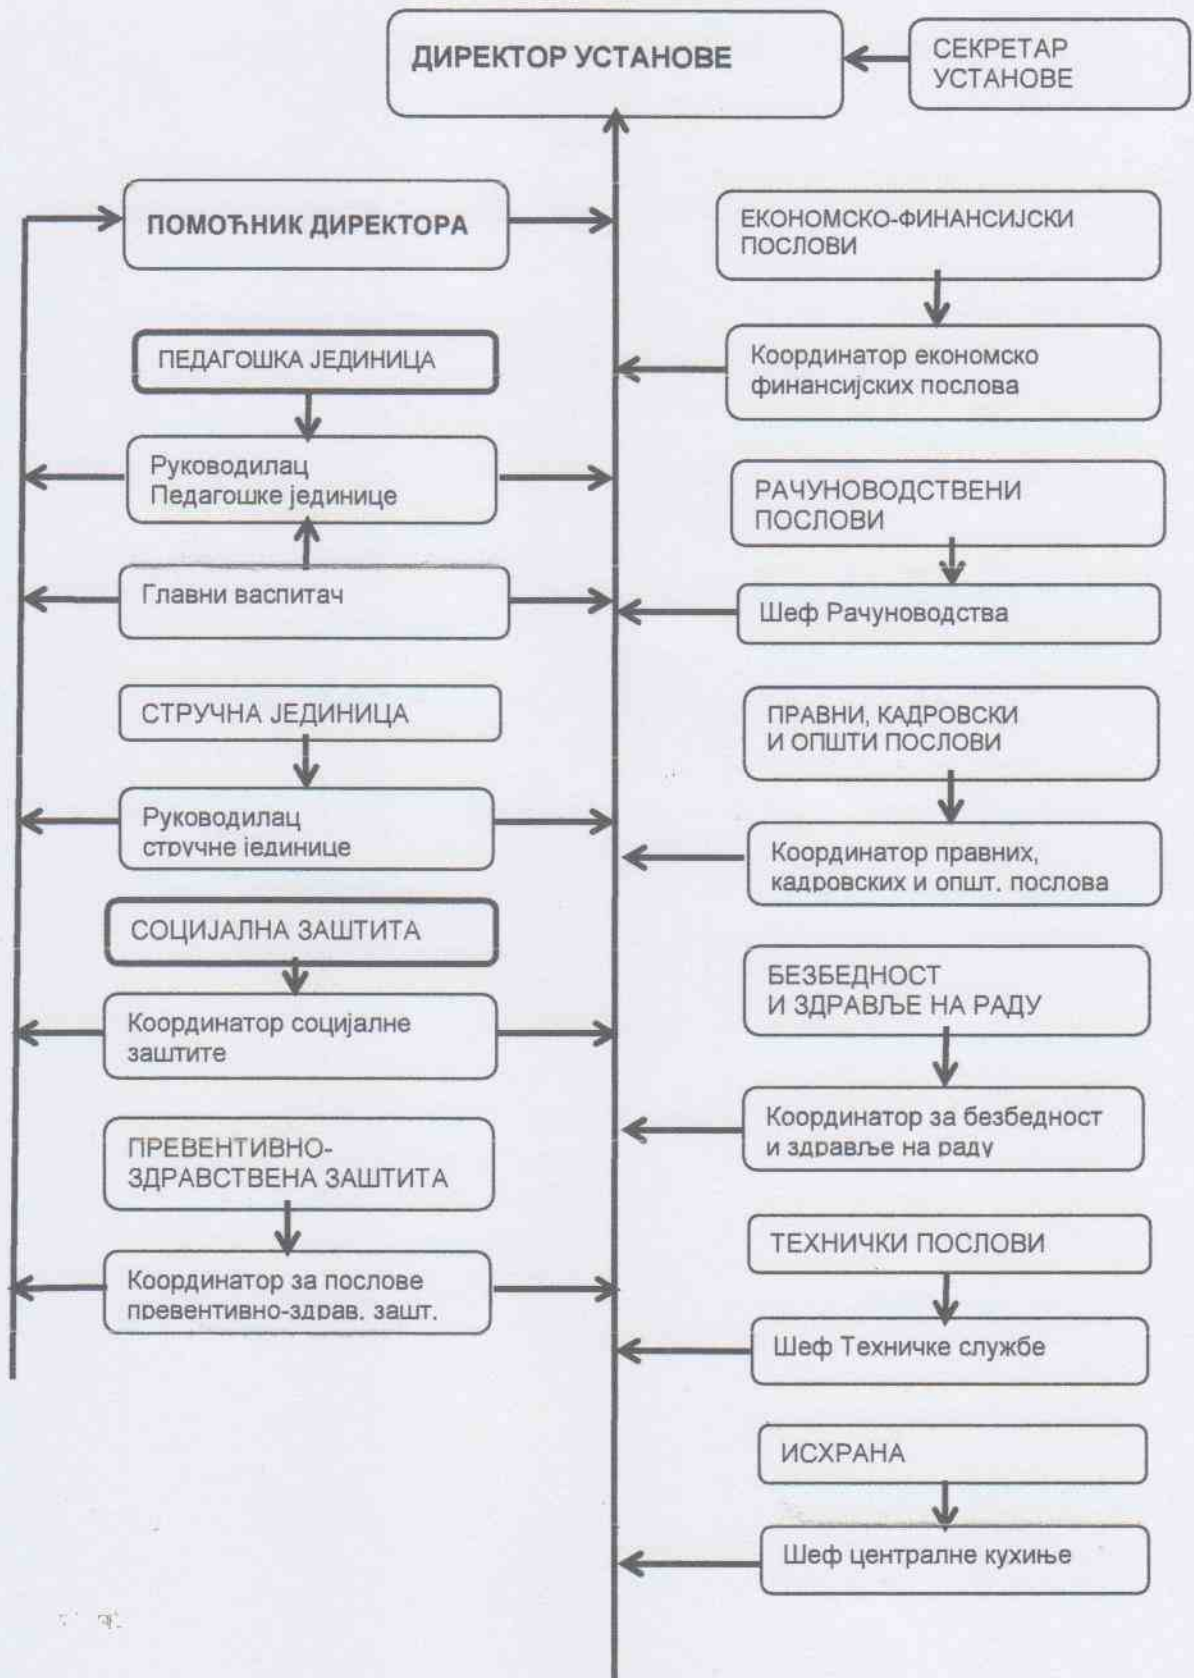 ДИРЕКТОР УСТАНОВЕ
СЕКРЕТАР
УСТАНОВЕ
ПОМОЋНИК ДИРЕКТОРА
ПЕДАГОШКА ЈЕДИНИЦА
Руководилац
Педагошке јединице
Главни васпитач
СТРУЧНА ЈЕДИНИЦА
Руководилац
стручне јединице
СОЦИЈАЛНА ЗАШТИТА
Координатор социјалне
заштите
ПРЕВЕНТИВНО-
ЗДРАВСТВЕНА ЗАШТИТА
Координатор за послове
превентивно-здрав. зашт.
ЕКОНОМСКО-ФИНАНСИЈСКИ
ПОСЛОВИ
Координатор економско
финансијских послова
РАЧУНОВОДСТВЕНИ
ПОСЛОВИ
Шеф Рачуноводства
ПРАВНИ, КАДРОВСКИ
И ОПШТИ ПОСЛОВИ
Координатор правних,
кадровских и општ. послова
БЕЗБЕДНОСТ
И ЗДРАВЉЕ НА РАДУ
Координатор за безбедност
и здравље на раду
ТЕХНИЧКИ ПОСЛОВИ
Шеф Техничке службе
ИСХРАНА
Шеф централне кухиње